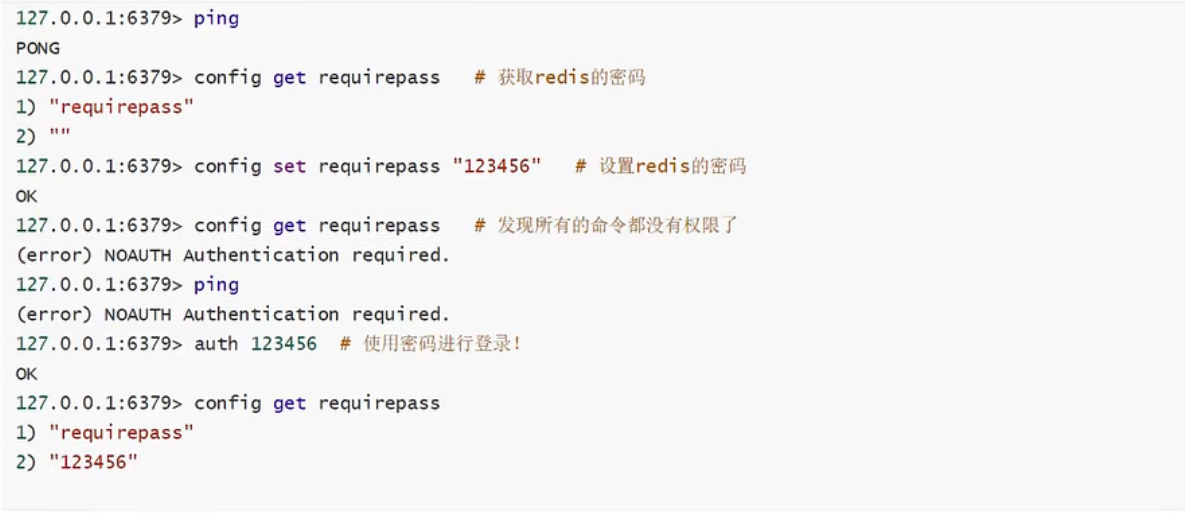 127.0.0.1:6379> ping
PONG
127.0.0.1:6379> config get requirepass   # 获取redis的密码
1) "requirepass"
2) ""
127.0.0.1:6379> config set requirepass "123456"   # 设置redis的密码
OK
127.0.0.1:6379> config get requirepass   # 发现所有的命令都没有权限了
(error) NOAUTH Authentication required.
127.0.0.1:6379> ping
(error) NOAUTH Authentication required.
127.0.0.1:6379> auth 123456  # 使用密码进行登录！
OK
127.0.0.1:6379> config get requirepass
1) "requirepass"
2) "123456"